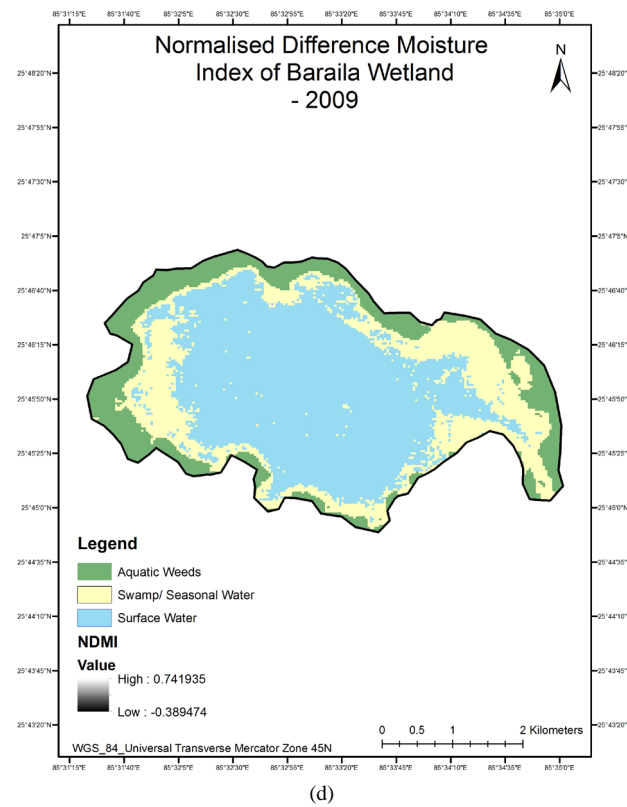 85°31'15"E 85°31'40"E 85°32'5"E 85°32'30"E 85°32'55"E 85°33'20"E 85°33'45"E 85°34'10"E 85°34'35"E 85°35'0"E
Normalised Difference Moisture
Index of Baraila Wetland
- 2009
N
25°48'20"N 25°48'20"N
25°47'55"N 25°47'55"N
25°47'30"N 25°47'30"N
25°47'5"N 25°47'5"N
25°46'40"N 25°46'40"N
25°46'15"N 25°46'15"N
25°45'50"N 25°45'50"N
25°45'25"N 25°45'25"N
25°45'0"N 25°45'0"N
25°44'35"N 25°44'35"N
25°44'10"N 25°44'10"N
25°43'45"N 25°43'45"N
25°43'20"N 25°43'20"N
Legend
Aquatic Weeds
Swamp/ Seasonal Water
Surface Water
NDMI
Value
High : 0.741935
Low : -0.389474
0 0.5 1 2 Kilometers
WGS_84_Universal Transverse Mercator Zone 45N
85°31'15"E 85°31'40"E 85°32'5"E 85°32'30"E 85°32'55"E 85°33'20"E 85°33'45"E 85°34'10"E 85°34'35"E 85°35'0"E
(d)